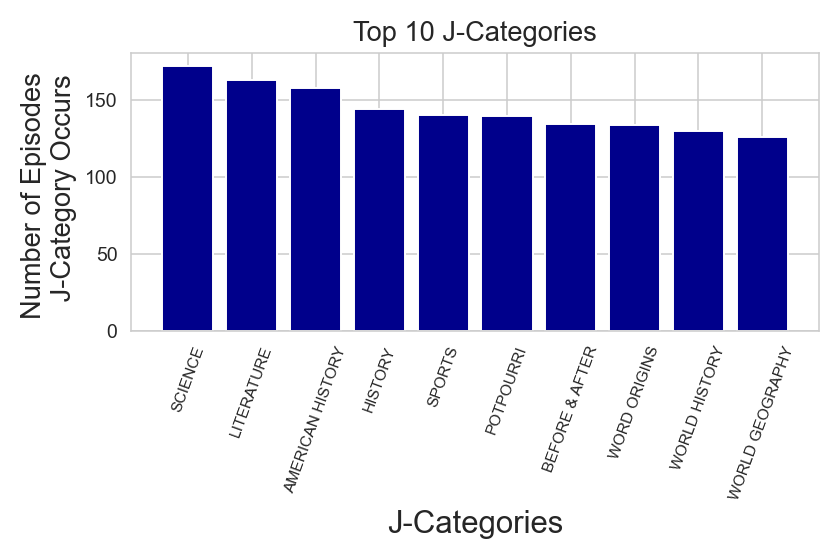 Top 10 J-Categories
Number of Episodes
J-Category Occurs
150
100
50
0
SCIENCE
LITERATURE
AMERICAN HISTORY
HISTORY
SPORTS
POTPOURRI
BEFORE & AFTER
WORD ORIGINS
WORLD HISTORY
WORLD GEOGRAPHY
J-Categories